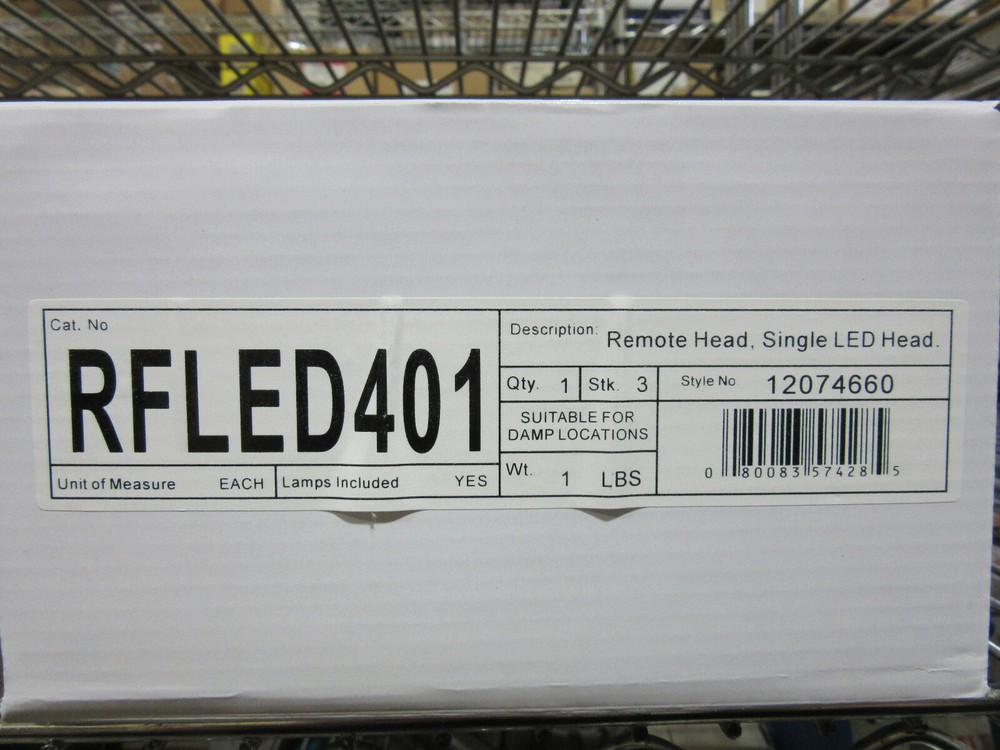 Cat. No
RFLED401
Unit of Measure EACH
Lamps Included YES
Description: Remote Head, Single LED Head.
Qty. 1
Stk. 3
Style No 12074660
SUITABLE FOR
DAMP LOCATIONS
Wt. 1 LBS
0 80083 57428 5